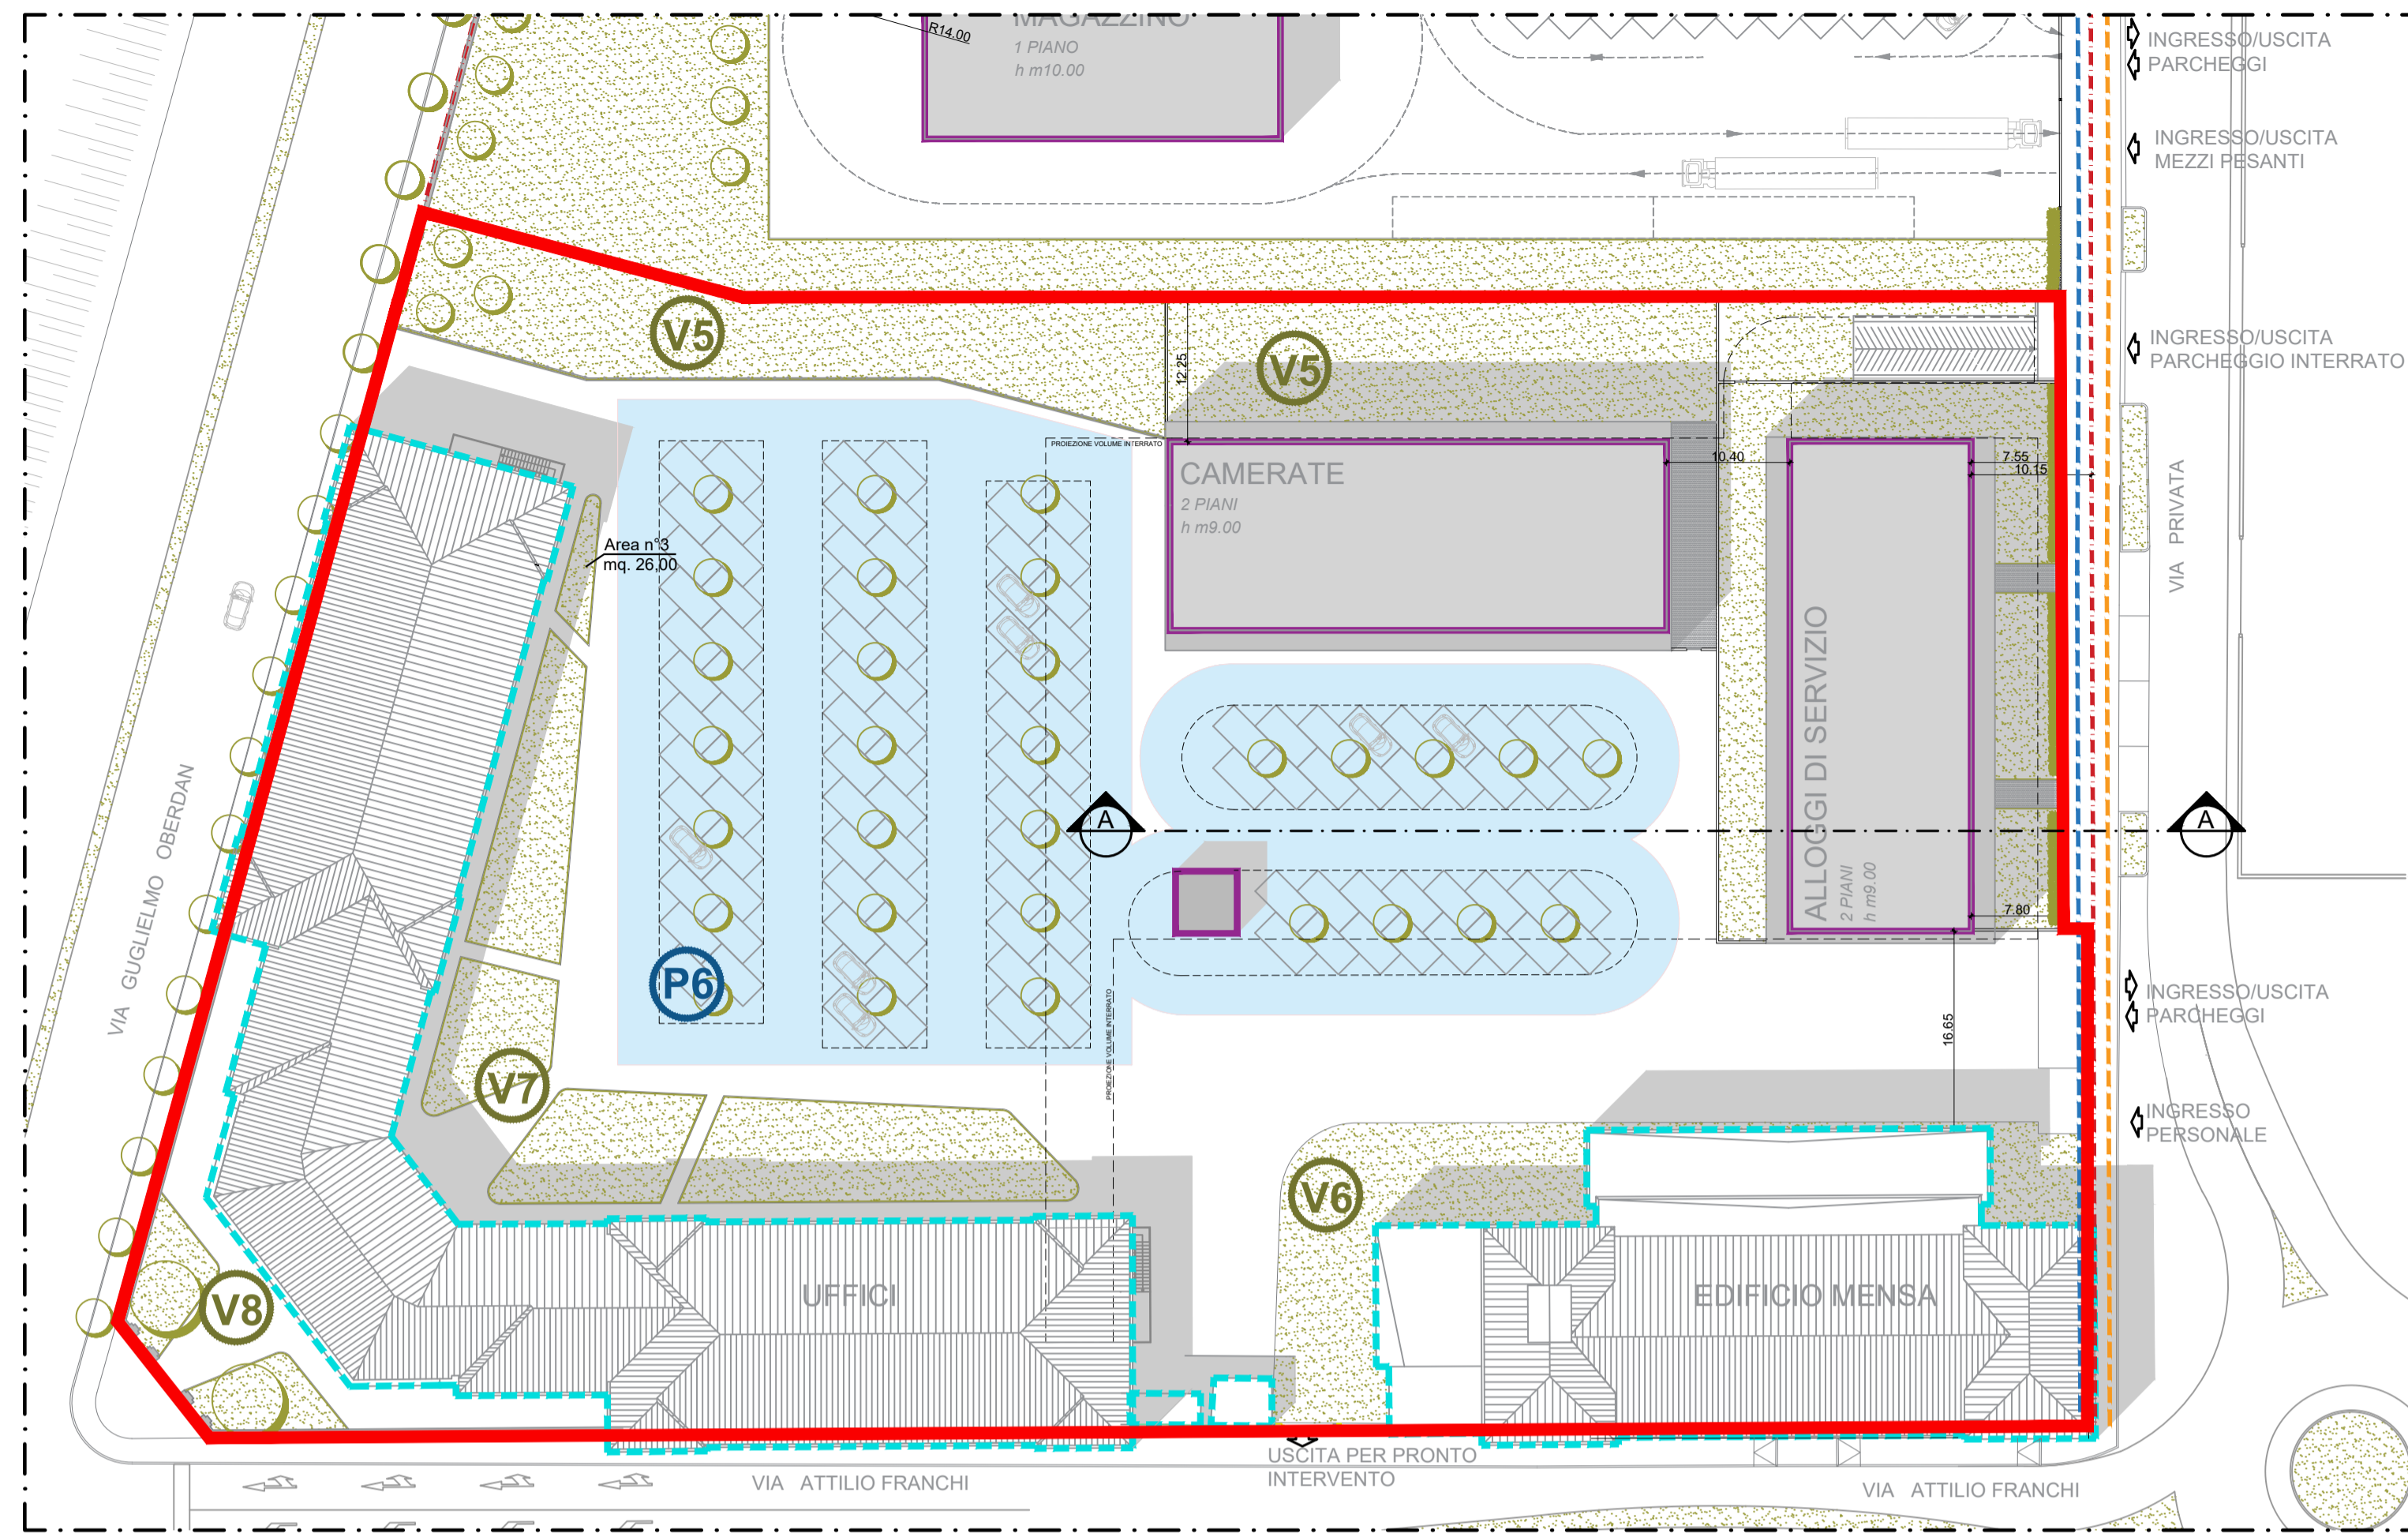 MAGAZZINO
1 PIANO
h m10.00
R14.00
INGRESSO/USCITA
PARCHEGGI
INGRESSO/USCITA
MEZZI PESANTI
INGRESSO/USCITA
PARCHEGGIO INTERRATO
V5
V5
12.25
PROIEZIONE VOLUME INTERRATO
CAMERATE
2 PIANI
h m9.00
10.40
7.55
10.15
VIA PRIVATA
Area n°3
mq. 26,00
ALLOGGI DI SERVIZIO
2 PIANI
h m9.00
A
A
VIA GUGLIELMO OBERDAN
7.80
P6
INGRESSO/USCITA
PARCHEGGI
16.65
PROIEZIONE VOLUME INTERRATO
V7
INGRESSO
PERSONALE
V6
V8
UFFICI
EDIFICIO MENSA
USCITA PER PRONTO
INTERVENTO
VIA ATTILIO FRANCHI
VIA ATTILIO FRANCHI